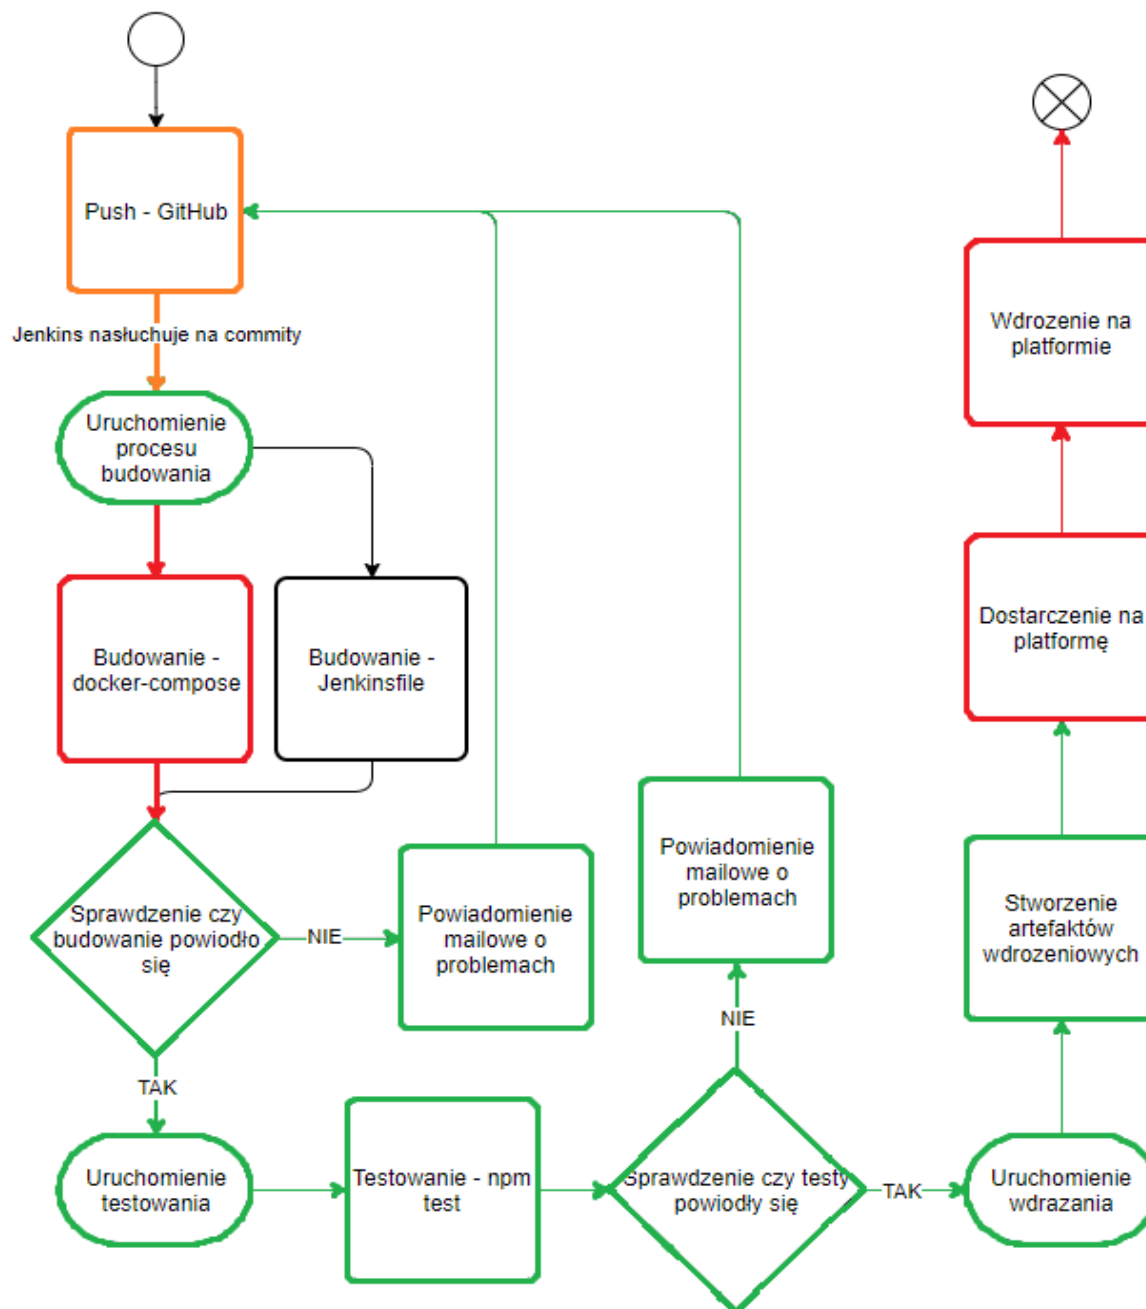 Push - GitHub
Jenkins nasłuchuje na commity
Uruchomienie
procesu
budowania
Budowanie -
docker-compose
Budowanie -
Jenkinsfile
Sprawdzenie czy
budowanie powiodło
się
NIE
Powiadomienie
mailowe o
problemach
TAK
Uruchomienie
testowania
Testowanie - npm
test
Sprawdzenie czy testy
powiodły się
NIE
Powiadomienie
mailowe o
problemach
TAK
Uruchomienie
wdrazania
Stworzenie
artefaktów
wdrozeniowych
Dostarczenie na
platformę
Wdrozenie na
platformie